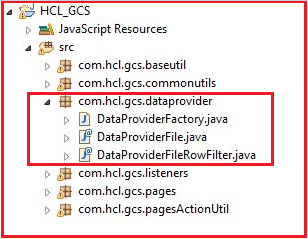 HCL_GCS
JavaScript Resources
src
com.hcl.gcs.baseutil
com.hcl.gcs.commonutils
com.hcl.gcs.dataprovider
DataProviderFactory.java
DataProviderFile.java
DataProviderFileRowFilter.java
com.hcl.gcs.listeners
com.hcl.gcs.pages
com.hcl.gcs.pagesActionUtil